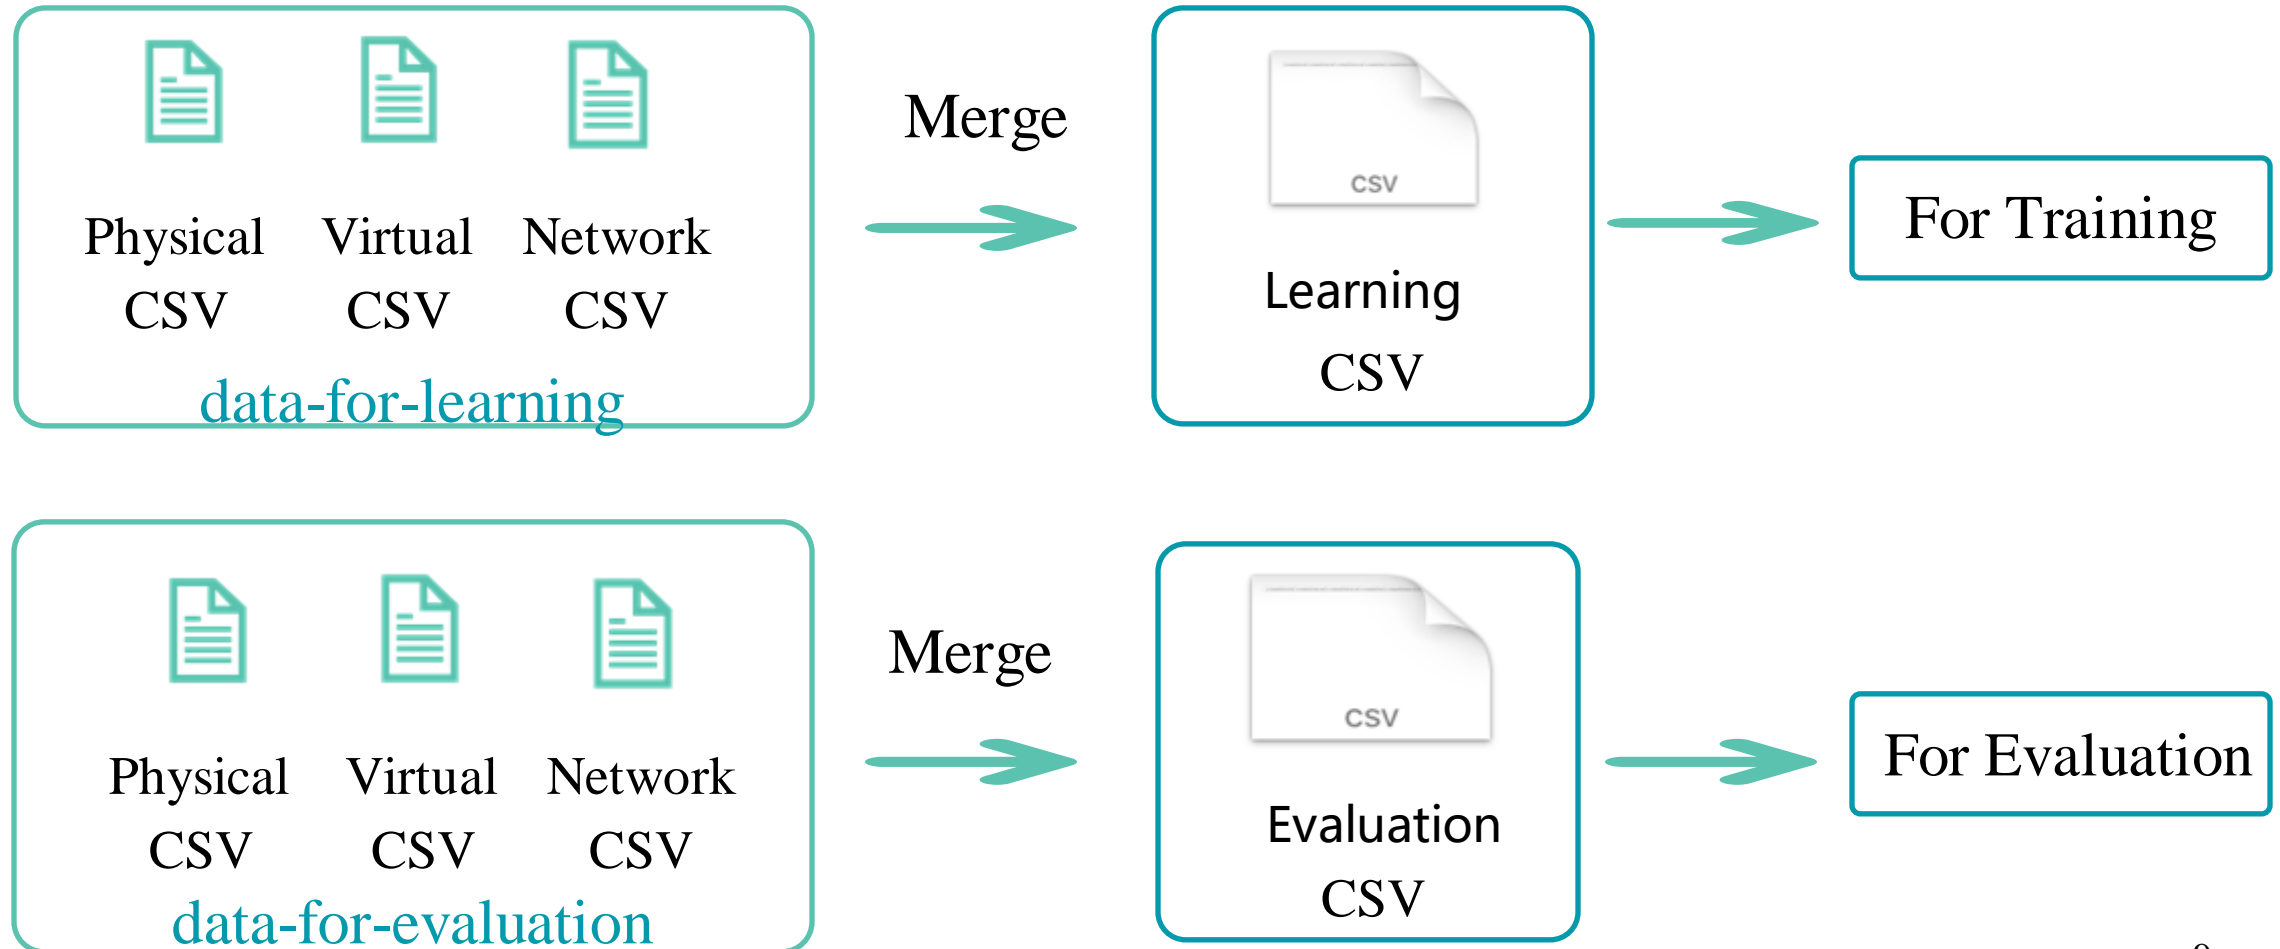 Merge
CSV
Physical Virtual Network
CSV CSV CSV
data-for-learning
Learning
CSV
For Training
Merge
CSV
Physical Virtual Network
CSV CSV CSV
data-for-evaluation
Evaluation
CSV
For Evaluation